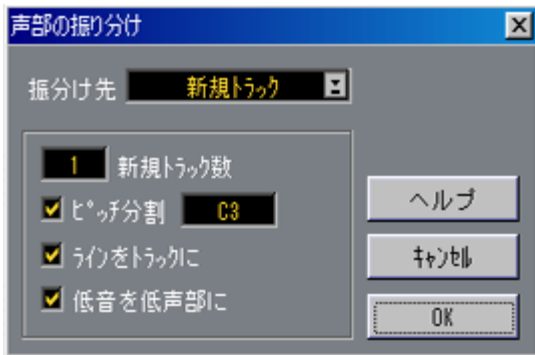 声部の振り分け
振分け先 新規トラック
1 新規トラック数
ピッチ分割 C3
ラインをトラックに
低音を低声部に
ヘルプ
キャンセル
OK